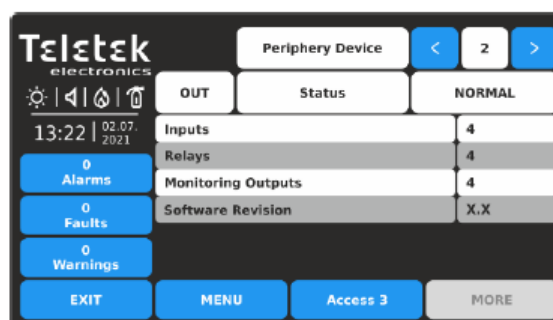 Teletek
electronics
Periphery Device
<
2
>
OUT
Status
NORMAL
13:22
02.07.
2021
Inputs 4
Relays 4
Monitoring Outputs 4
Software Revision X.X
0
Alarms
0
Faults
0
Warnings
EXIT
MENU
Access 3
MORE